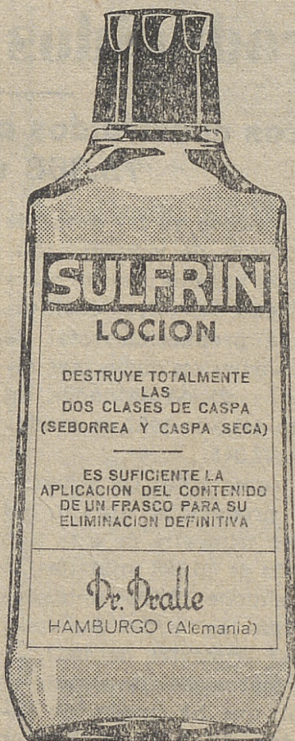 SULFRIN
LOCION
DESTRUYE TOTALMENTE
LAS
DOS CLASES DE CASPA
(SEBORREA Y CASPA SECA)
ES SUFICIENTE LA
APLICACION DEL CONTENIDO
DE UN FRASCO PARA SU
ELIMINACION DEFINITIVA
Dr. Dralle
HAMBURGO (Alemania)